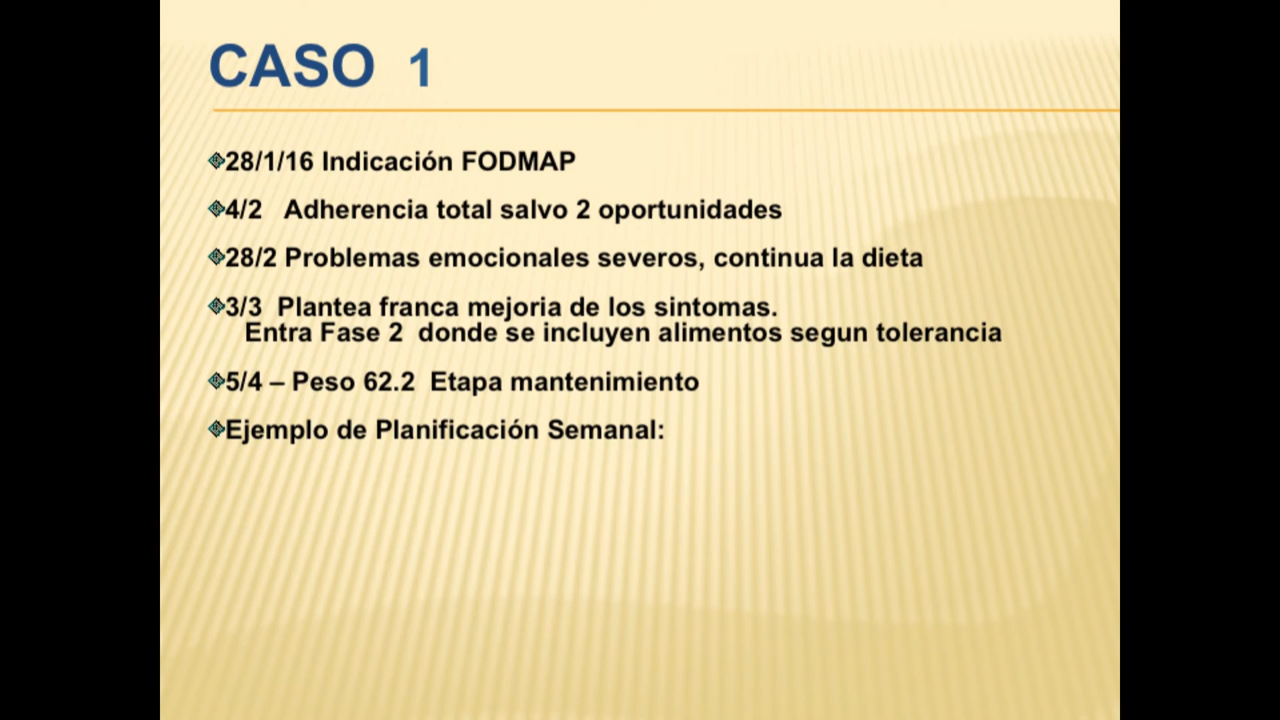 CASO 1
28/1/16 Indicación FODMAP
4/2 Adherencia total salvo 2 oportunidades
28/2 Problemas emocionales severos, continua la dieta
3/3 Plantea franca mejoria de los sintomas.
Entra Fase 2 donde se incluyen alimentos segun tolerancia
5/4 – Peso 62.2 Etapa mantenimiento
Ejemplo de Planificación Semanal: